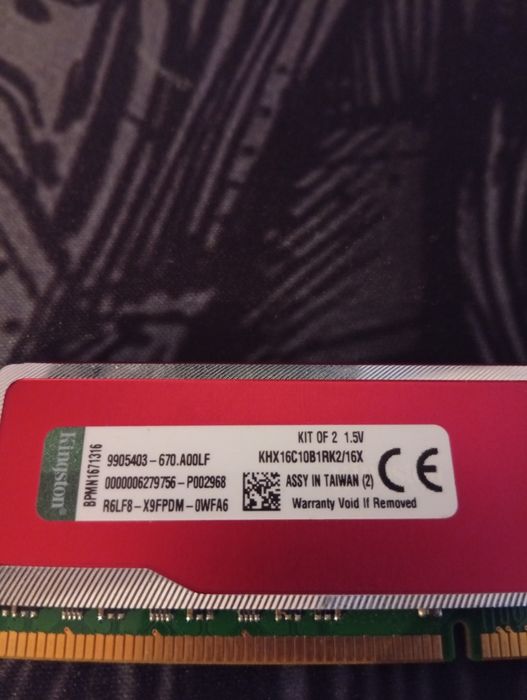 Kingston
BPMN1671316
9905403-670.A00LF
0000006279756-P002968
R6LF8-X9FPDM-0WFA6
KIT OF 2 1.5V
KHX16C10B1RK2/16X
ASSY IN TAIWAN (2)
Warranty Void If Removed
CE